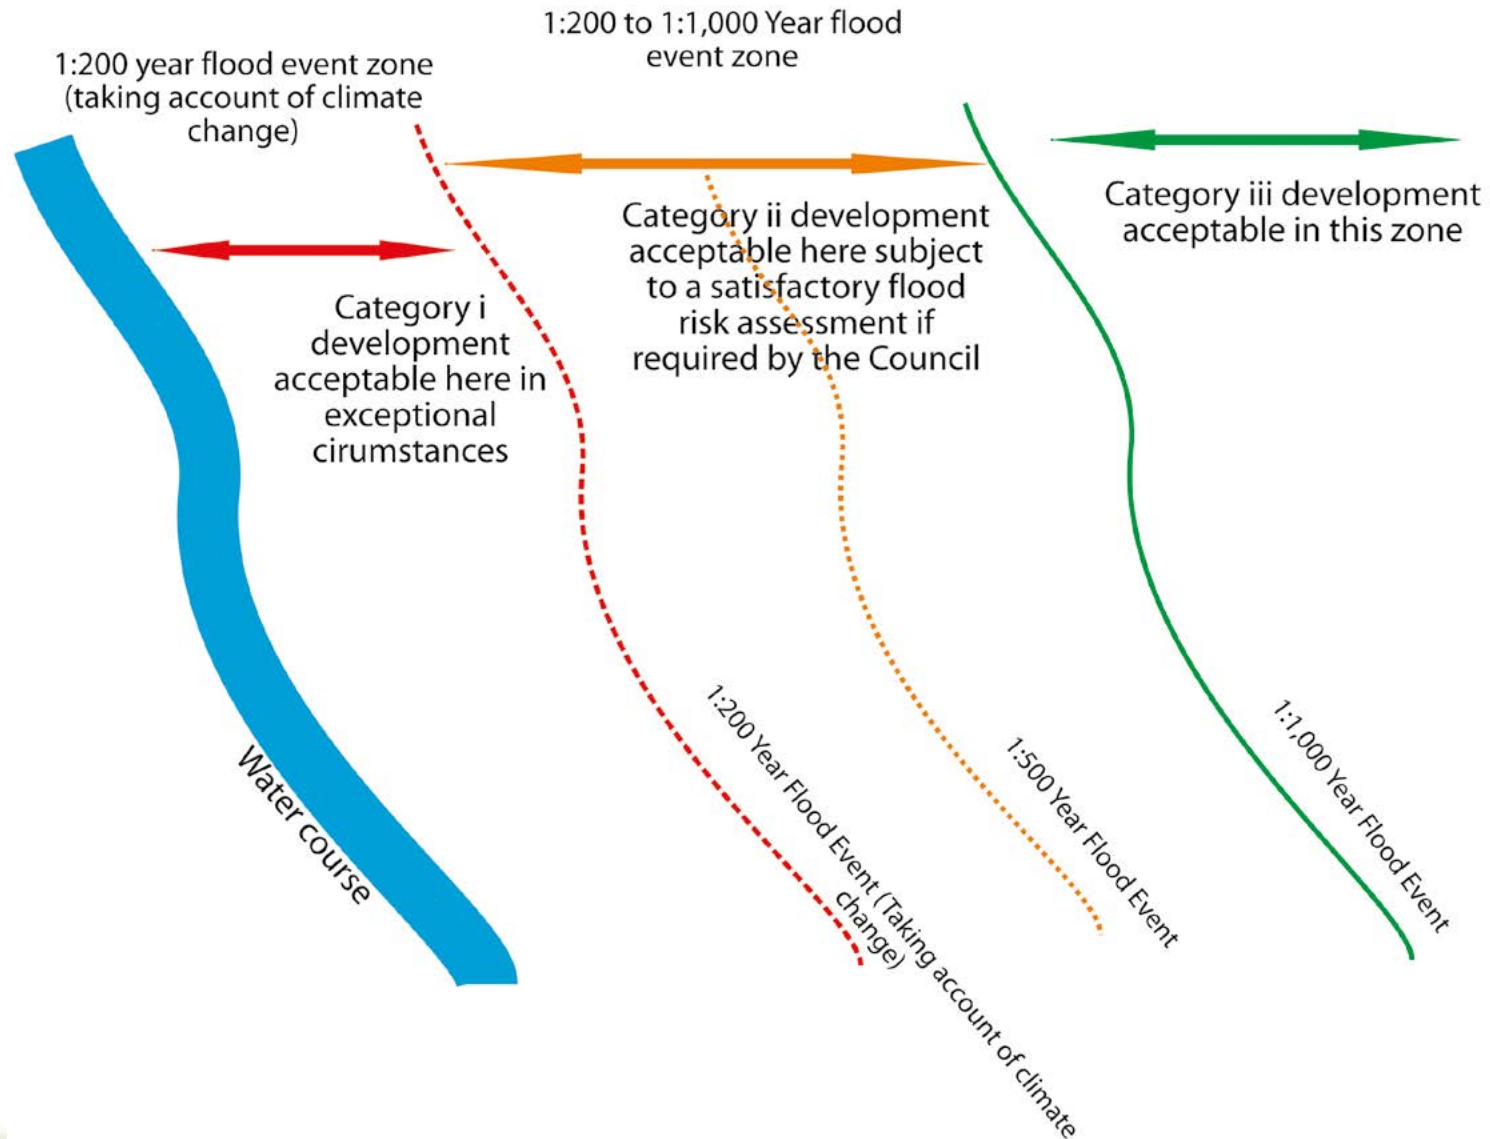 1:200 year flood event zone
(taking account of climate
change)
1:200 to 1:1,000 Year flood
event zone
Category i
development
acceptable here in
exceptional
cirumstances
Category ii development
acceptable here subject
to a satisfactory flood
risk assessment if
required by the Council
Category iii development
acceptable in this zone
Water course
1:200 Year Flood Event (Taking account of climate
change)
1:500 Year Flood Event
1:1,000 Year Flood Event